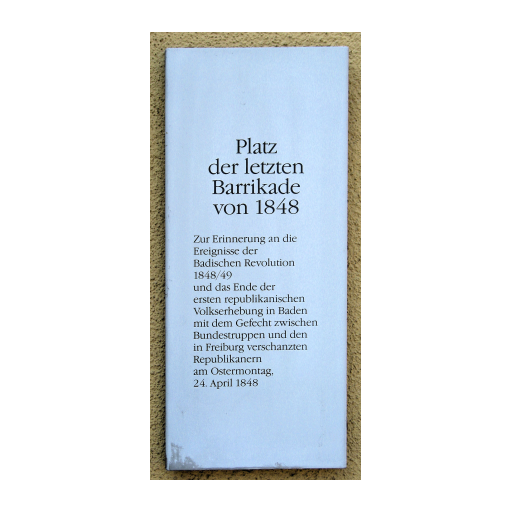 Platz
der letzten
Barrikade
von 1848
Zur Erinnerung an die
Ereignisse der
Badischen Revolution
1848/49
und das Ende der
ersten republikanischen
Volkserhebung in Baden
mit dem Gefecht zwischen
Bundestruppen und den
in Freiburg verschanzten
Republikanern
am Ostermontag,
24. April 1848